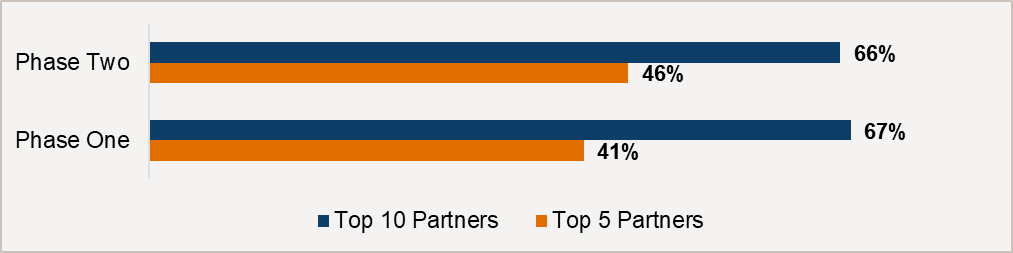 Phase Two
66%
46%
Phase One
67%
41%
Top 10 Partners
Top 5 Partners